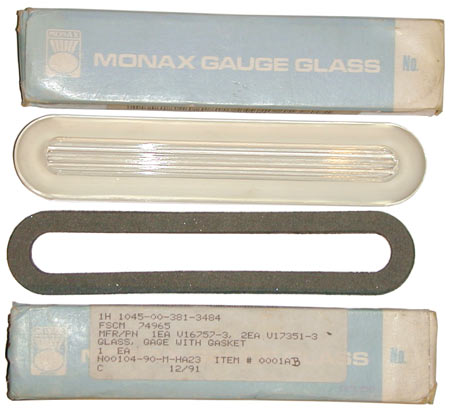 MONAX
MONAX GAUGE GLASS No.
1H 1045-00-381-3484
FSCM 74965
MFR/PN 1EA V16757-3, 2EA V17351-3
GLASS, GAGE WITH GASKET
1 EA
N00104-90-M-HA23 ITEM # 0001AB
C 12/91